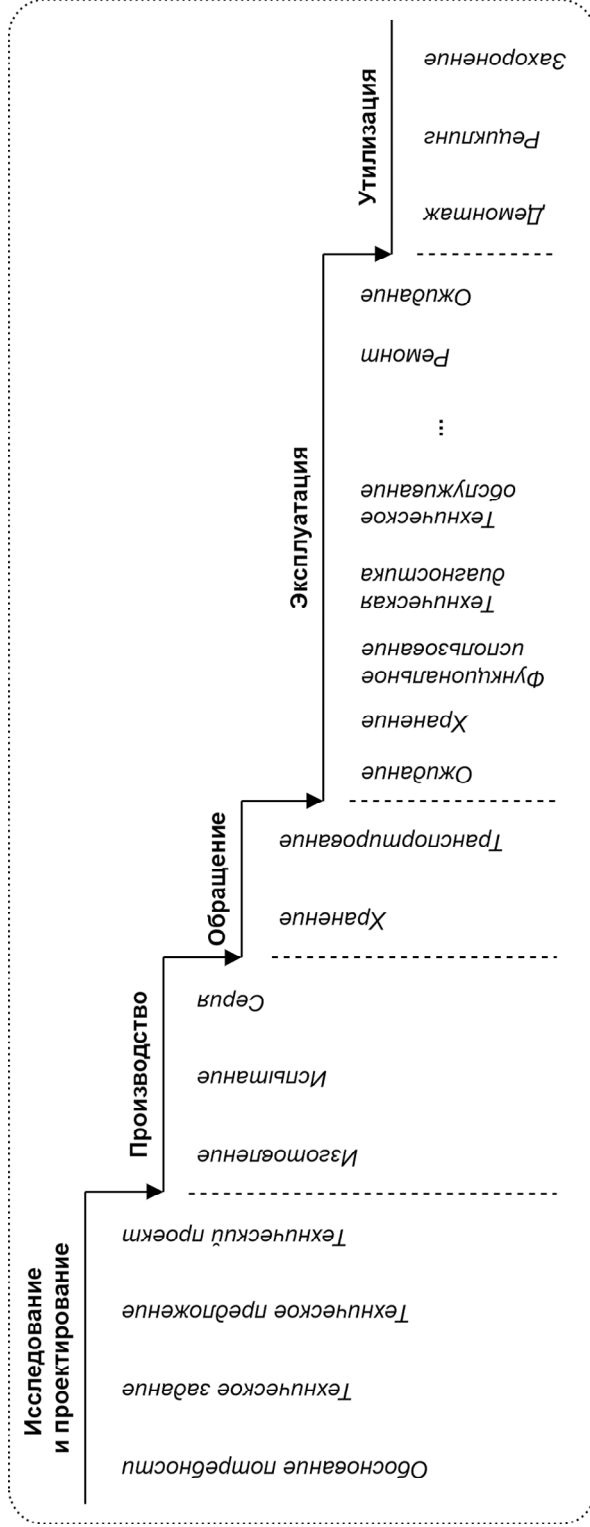 Исследование
и проектирование
Обоснование потребности
Техническое задание
Техническое предложение
Технический проект
Производство
Изготовление
Испытание
Серия
Обращение
Хранение
Транспортирование
Эксплуатация
Ожидание
Хранение
Функциональное
использование
Техническая
диагностика
Техническое
обслуживание
...
Ремонт
Ожидание
Утилизация
Демонтаж
Рециклинг
Захоронение